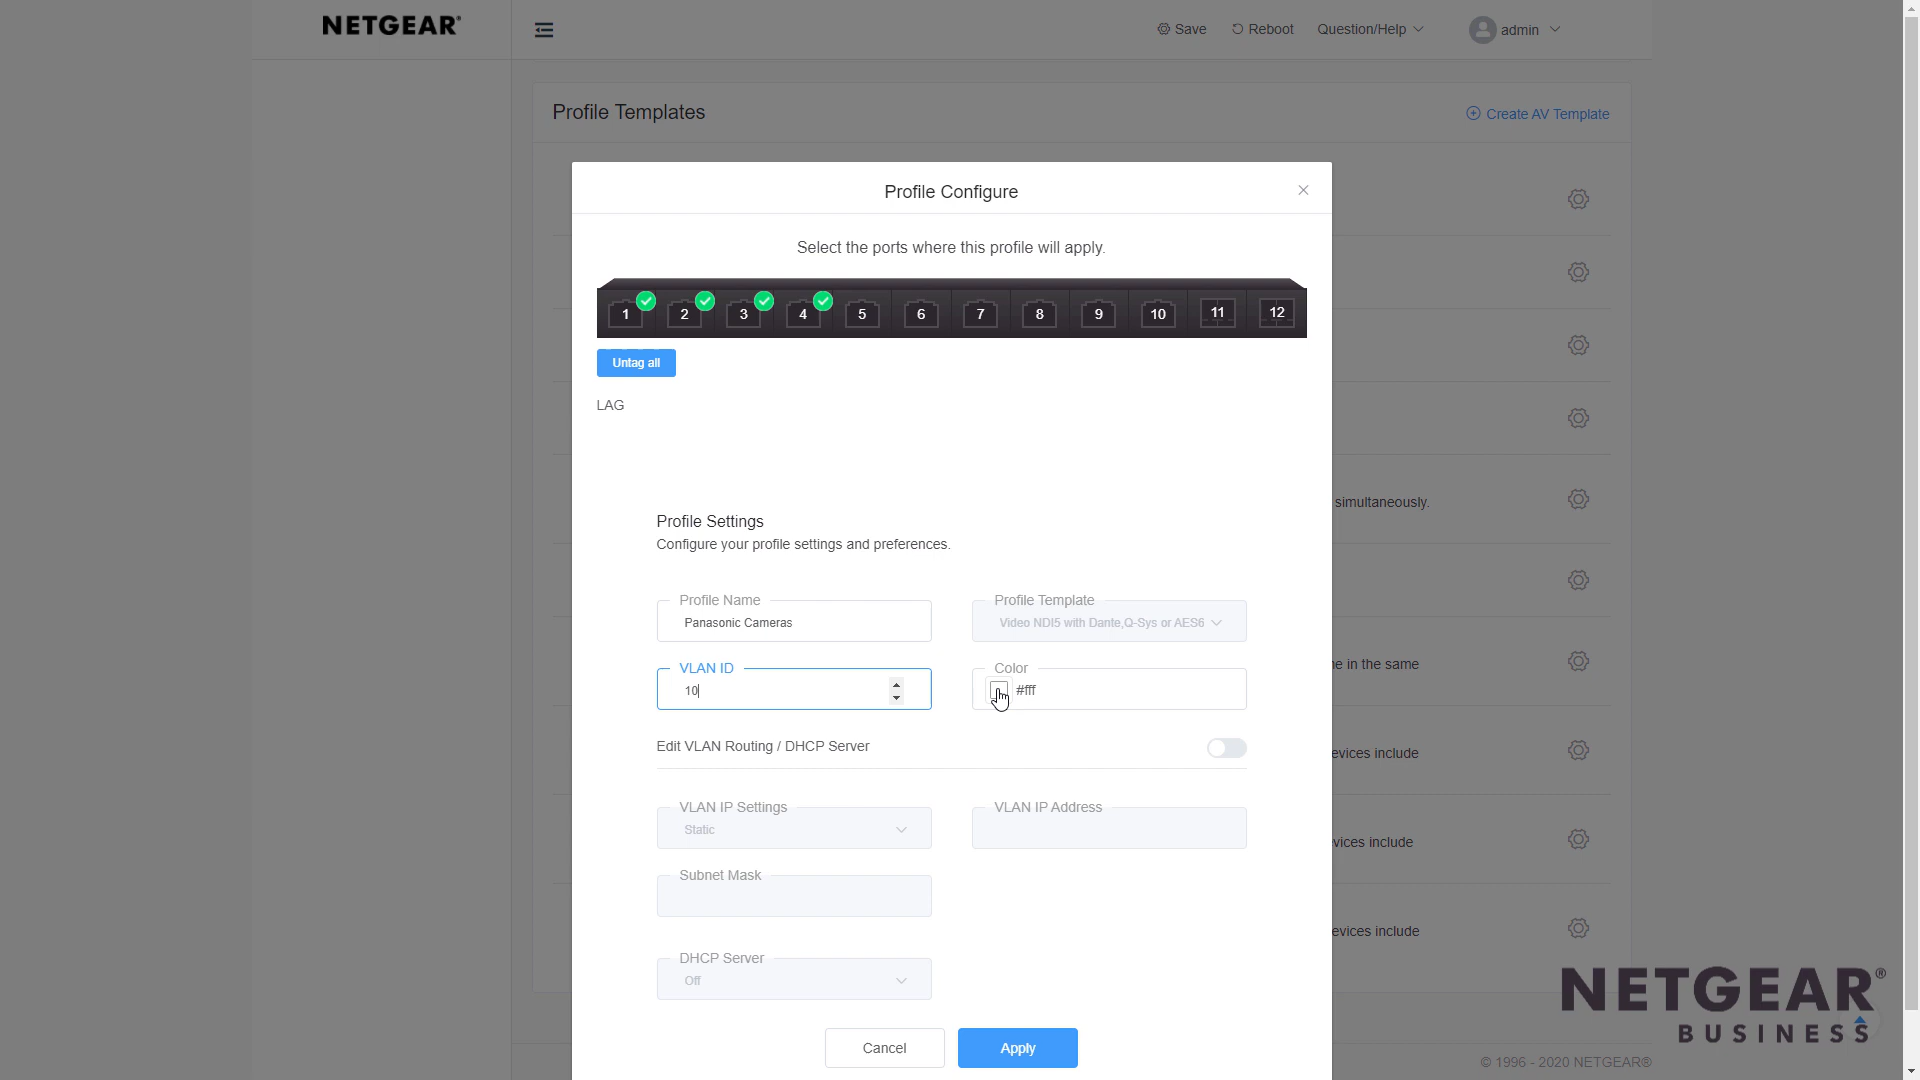 NETGEAR®
Save
Reboot
Question/Help
admin
Profile Templates
Create AV Template
Profile Configure
Select the ports where this profile will apply.
1 2 3 4 5 6 7 8 9 10 11 12
Untag all
LAG
simultaneously.
Profile Settings
Configure your profile settings and preferences.
Profile Name
Panasonic Cameras
Profile Template
Video NDI5 with Dante,Q-Sys or AES6
VLAN ID
10
Color
#fff
e in the same
Edit VLAN Routing / DHCP Server
evices include
VLAN IP Settings
Static
VLAN IP Address
vices include
Subnet Mask
evices include
DHCP Server
Off
Cancel
Apply
NETGEAR®
BUSINESS
© 1996 - 2020 NETGEAR®